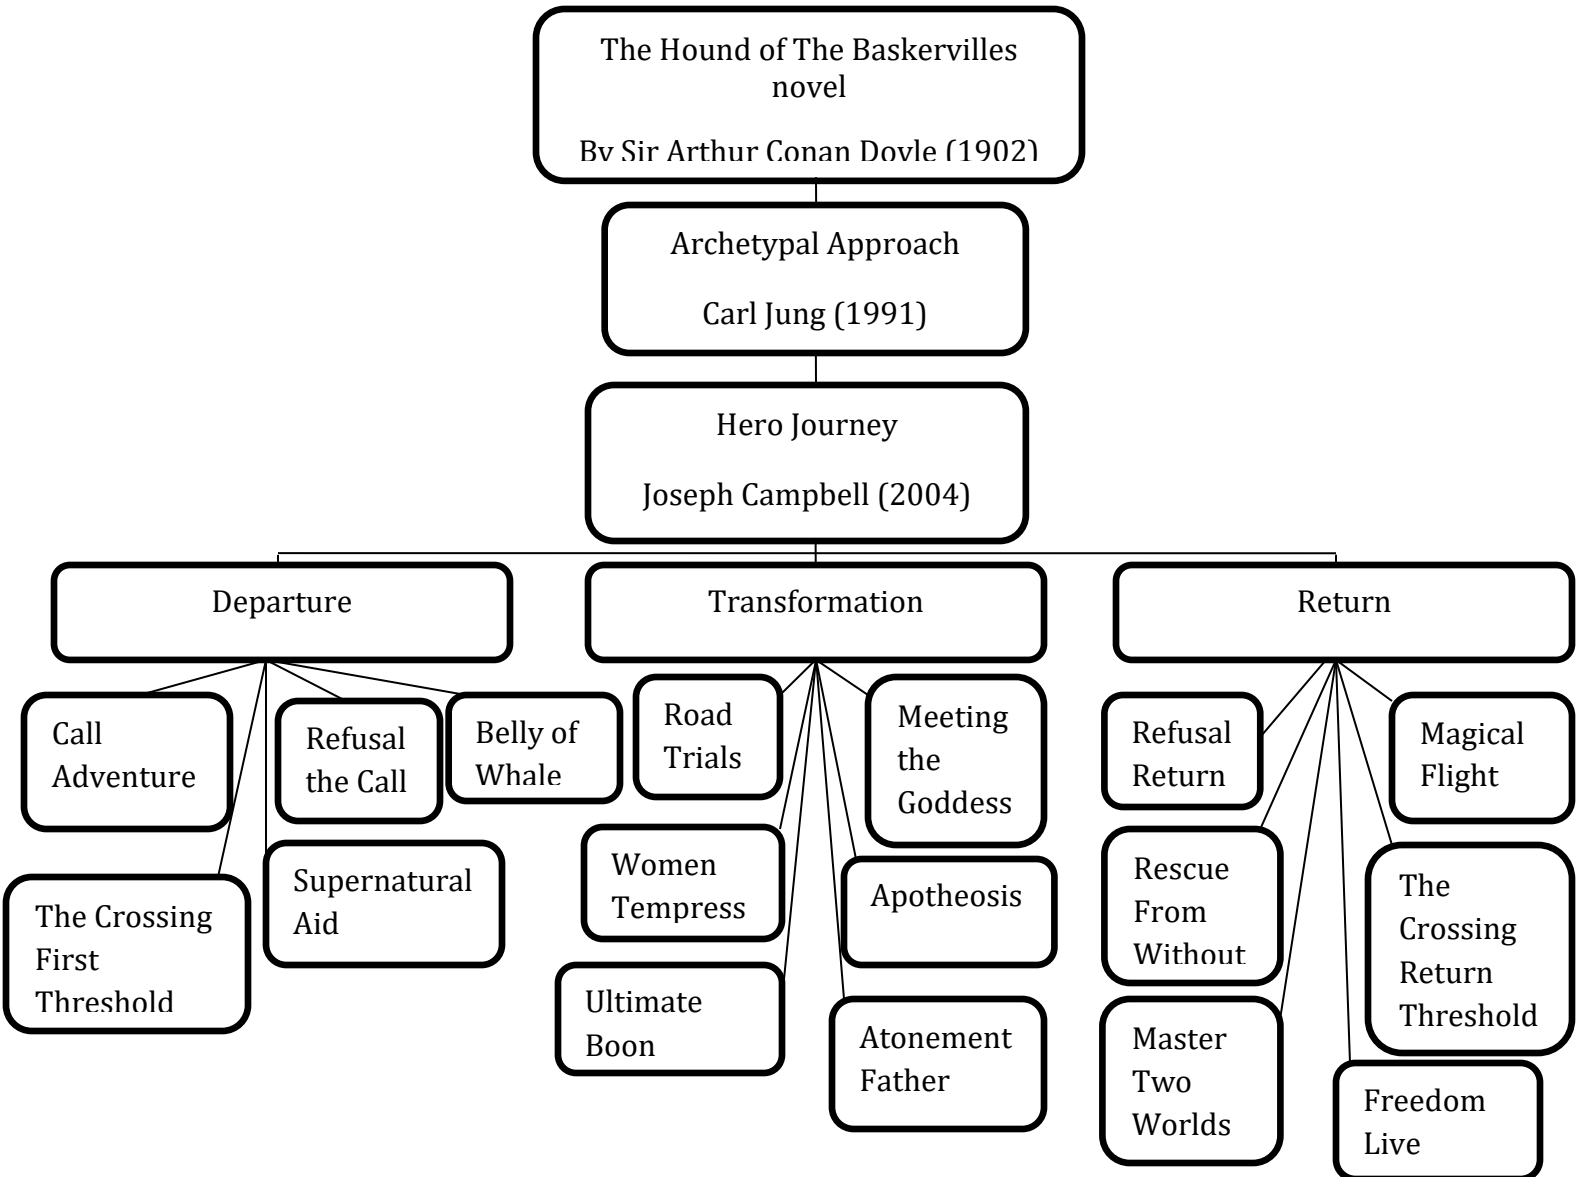 The Hound of The Baskervilles
novel
By Sir Arthur Conan Doyle (1902)
Archetypal Approach
Carl Jung (1991)
Hero Journey
Joseph Campbell (2004)
Departure
Transformation
Return
Call
Adventure
Refusal
the Call
Belly of
Whale
The Crossing
First
Threshold
Supernatural
Aid
Road
Trials
Meeting
the
Goddess
Women
Tempress
Apotheosis
Ultimate
Boon
Atonement
Father
Refusal
Return
Magical
Flight
Rescue
From
Without
The
Crossing
Return
Threshold
Master
Two
Worlds
Freedom
Live